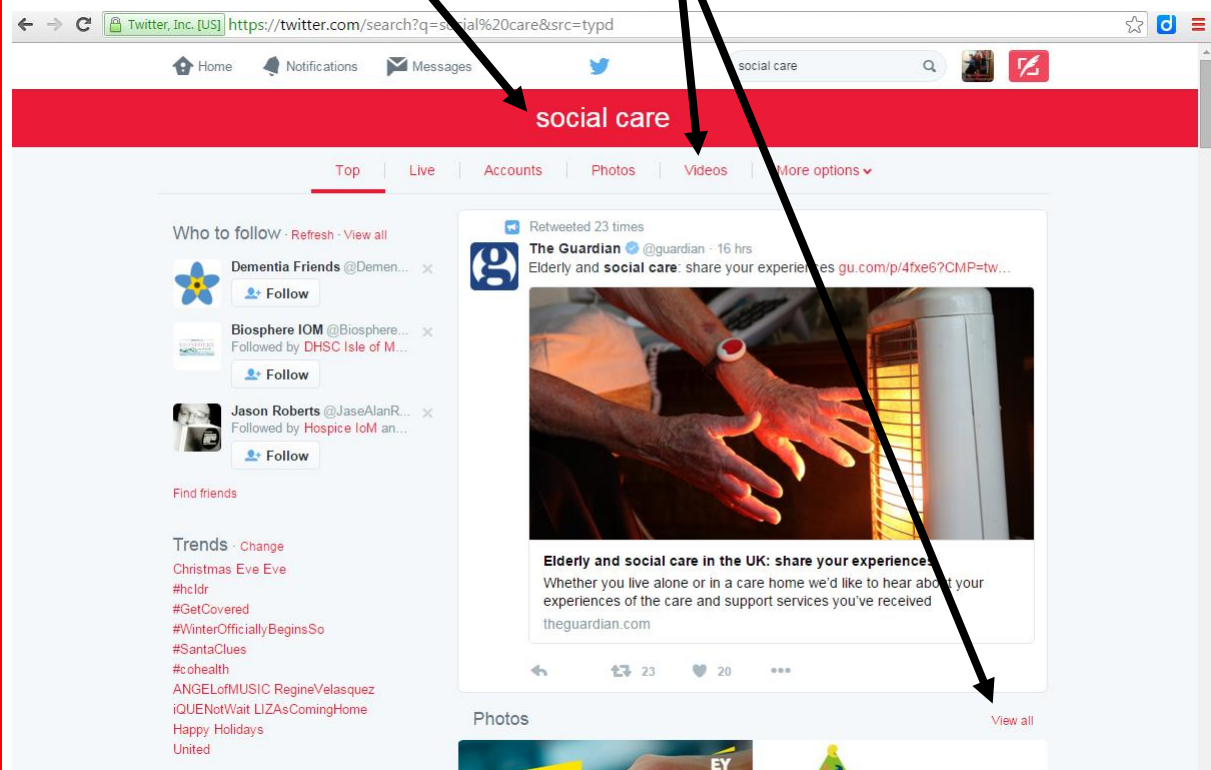 Twitter, Inc. [US] https://twitter.com/search?q=social%20care&src=typd
Home Notifications Messages social care
social care
Top Live Accounts Photos Videos More options
Who to follow · Refresh · View all
Dementia Friends @Demen...
Follow
Biosphere IOM @Biosphere...
Followed by DHSC Isle of M...
Follow
Jason Roberts @JaseAlanR...
Followed by Hospice IoM an...
Follow
Find friends
Trends · Change
Christmas Eve Eve
#hcldr
#GetCovered
#WinterOfficiallyBeginsSo
#SantaClues
#cohealth
ANGELofMUSIC RegineVelasquez
iQUENotWait LIZAsComingHome
Happy Holidays
United
Retweeted 23 times
The Guardian @guardian · 16 hrs
Elderly and social care: share your experiences gu.com/p/4fxe6?CMP=tw...
Elderly and social care in the UK: share your experiences
Whether you live alone or in a care home we'd like to hear about your
experiences of the care and support services you've received
theguardian.com
23 20
Photos View all
EY